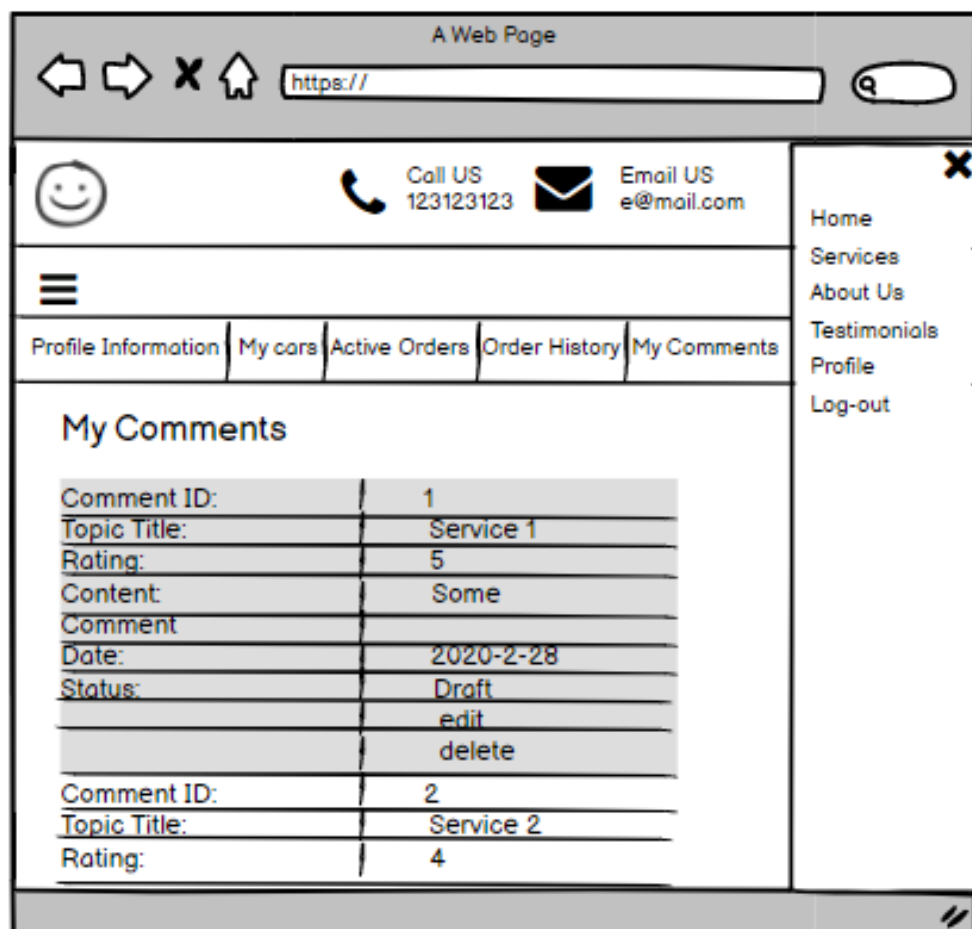 A Web Page
https://
Call US
123123123
Email US
e@mail.com
Home
Services
About Us
Testimonials
Profile
Log-out
Profile Information My cars Active Orders Order History My Comments
My Comments
Comment ID: 1
Topic Title: Service 1
Rating: 5
Content: Some
Comment
Date: 2020-2-28
Status: Draft
edit
delete
Comment ID: 2
Topic Title: Service 2
Rating: 4